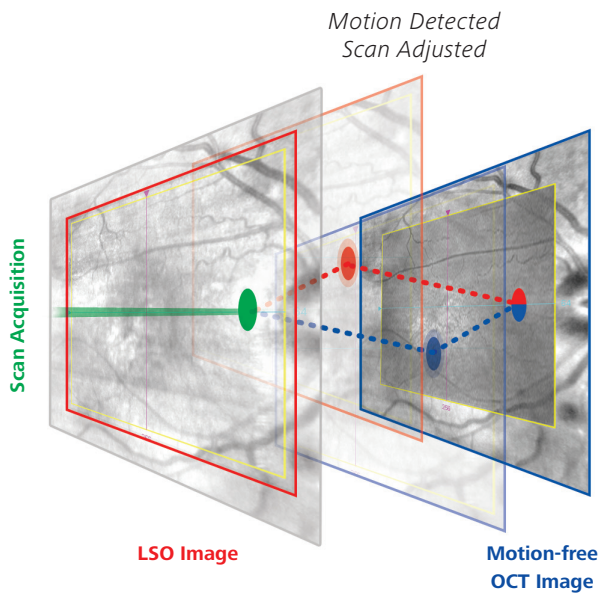 Motion Detected
Scan Adjusted
Scan Acquisition
LSO Image
Motion-free
OCT Image